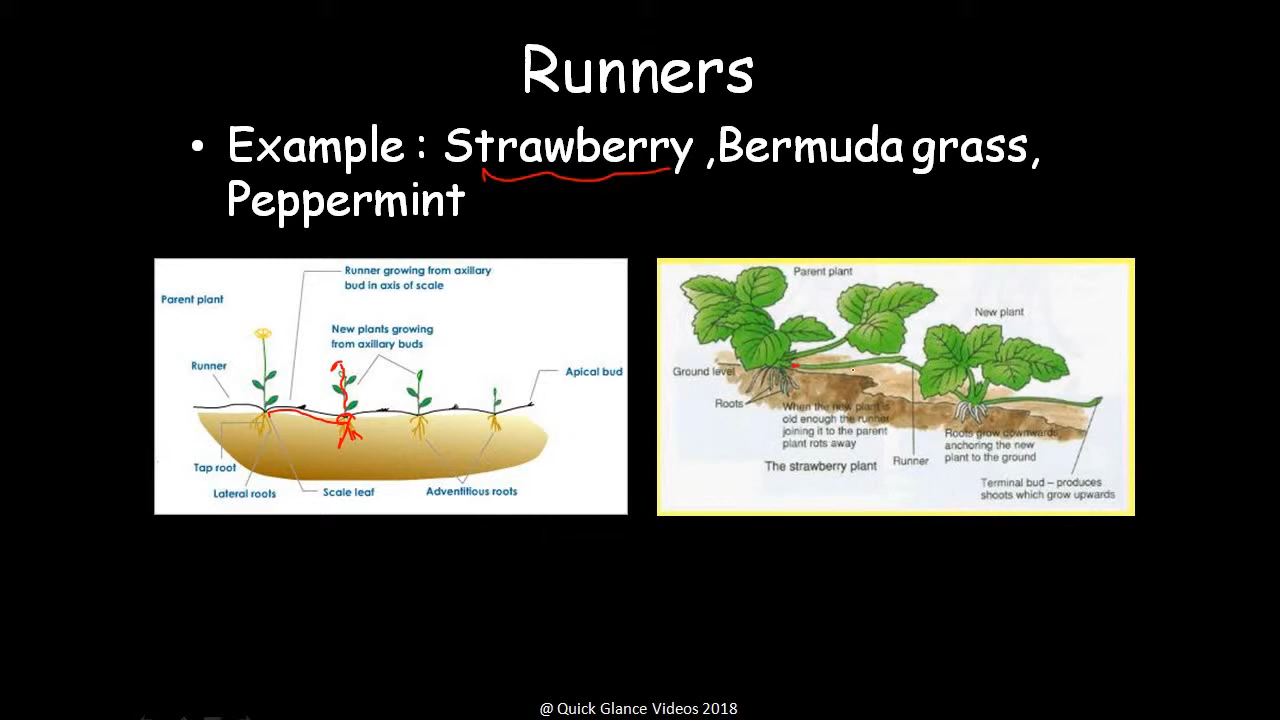 Runners
• Example : Strawberry ,Bermuda grass,
Peppermint
Runner growing from axillary
bud in axis of scale
Parent plant
New plants growing
from axillary buds
Runner
Apical bud
Tap root
Lateral roots
Scale leaf
Adventitious roots
Parent plant
New plant
Ground level
Roots
When the new plant is
old enough the runner
joining it to the parent
plant rots away
Roots grow downwards
anchoring the new
plant to the ground
The strawberry plant
Runner
Terminal bud – produces
shoots which grow upwards
@ Quick Glance Videos 2018